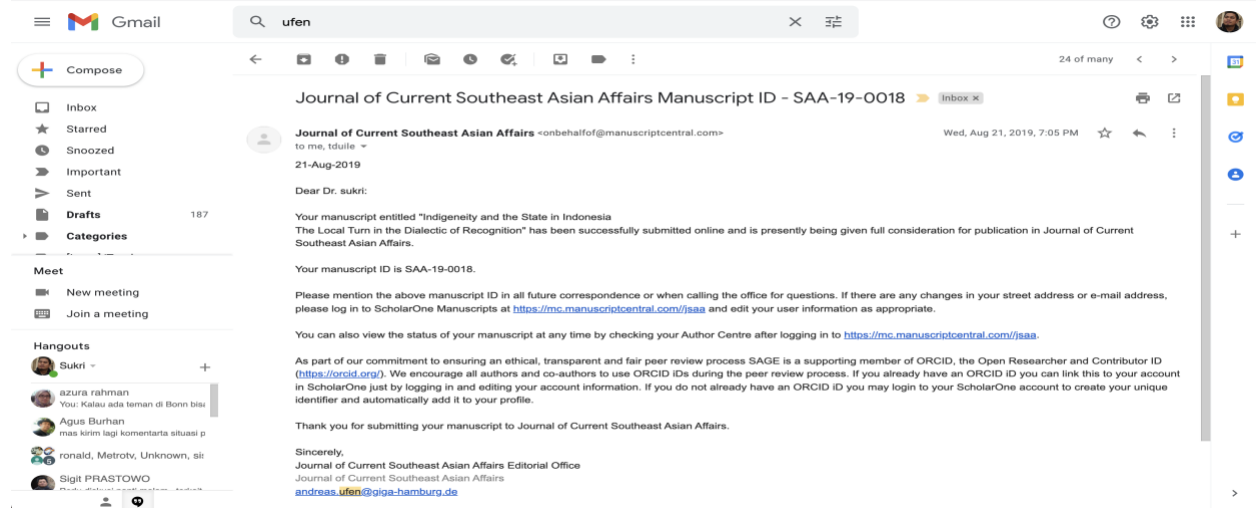 Gmail
ufen
Compose
24 of many
Inbox
Starred
Snoozed
Important
Sent
Drafts 187
Categories
Meet
New meeting
Join a meeting
Hangouts
Sukri
azura rahman
You: Kalau ada teman di Bonn bisa
Agus Burhan
mas kirim lagi komentarta situasi p
ronald, Metrotv, Unknown, sis
Sigit PRASTOWO
Journal of Current Southeast Asian Affairs Manuscript ID - SAA-19-0018 Inbox ×
Journal of Current Southeast Asian Affairs <onbehalfof@manuscriptcentral.com> Wed, Aug 21, 2019, 7:05 PM
to me, tduile
21-Aug-2019
Dear Dr. sukri:
Your manuscript entitled "Indigeneity and the State in Indonesia
The Local Turn in the Dialectic of Recognition" has been successfully submitted online and is presently being given full consideration for publication in Journal of Current
Southeast Asian Affairs.
Your manuscript ID is SAA-19-0018.
Please mention the above manuscript ID in all future correspondence or when calling the office for questions. If there are any changes in your street address or e-mail address,
please log in to ScholarOne Manuscripts at https://mc.manuscriptcentral.com//jsaa and edit your user information as appropriate.
You can also view the status of your manuscript at any time by checking your Author Centre after logging in to https://mc.manuscriptcentral.com//jsaa.
As part of our commitment to ensuring an ethical, transparent and fair peer review process SAGE is a supporting member of ORCID, the Open Researcher and Contributor ID
(https://orcid.org/). We encourage all authors and co-authors to use ORCID iDs during the peer review process. If you already have an ORCID iD you can link this to your account
in ScholarOne just by logging in and editing your account information. If you do not already have an ORCID iD you may login to your ScholarOne account to create your unique
identifier and automatically add it to your profile.
Thank you for submitting your manuscript to Journal of Current Southeast Asian Affairs.
Sincerely,
Journal of Current Southeast Asian Affairs Editorial Office
Journal of Current Southeast Asian Affairs
andreas.ufen@giga-hamburg.de